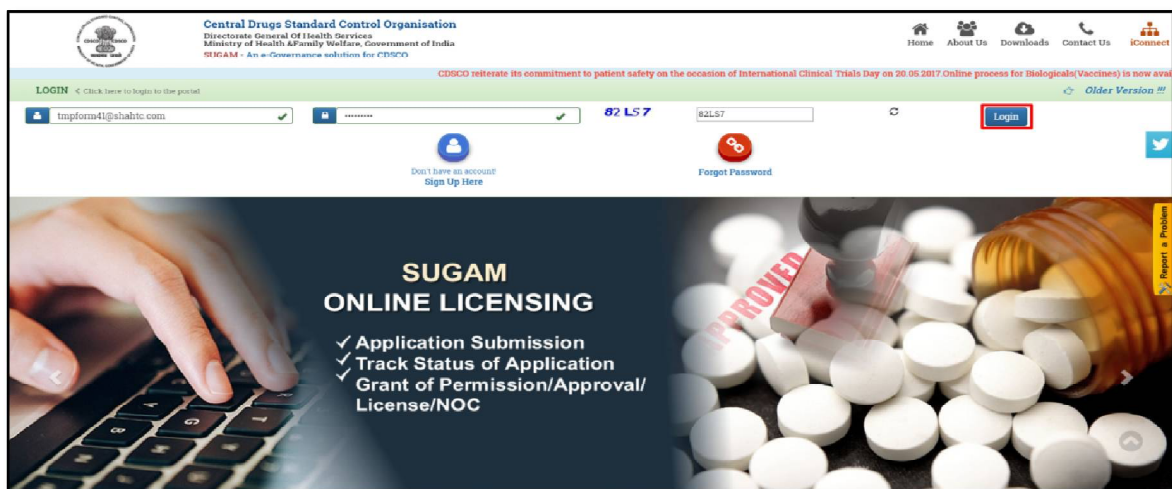 Central Drugs Standard Control Organisation
Directorate General Of Health Services
Ministry of Health &Family Welfare, Government of India
SUGAM - An e-Governance solution for CDSCO
Home About Us Downloads Contact Us iConnect
CDSCO reiterate its commitment to patient safety on the occasion of International Clinical Trials Day on 20.05.2017.Online process for Biologicals(Vaccines) is now avai
LOGIN < Click here to login to the portal
Older Version !!!
tmpform41@shahtc.com ......... 82LS7 82LS7 Login
Don't have an account!
Sign Up Here
Forgot Password
Report a Problem
SUGAM
ONLINE LICENSING
✓ Application Submission
✓ Track Status of Application
✓ Grant of Permission/Approval/
License/NOC
APPROVED